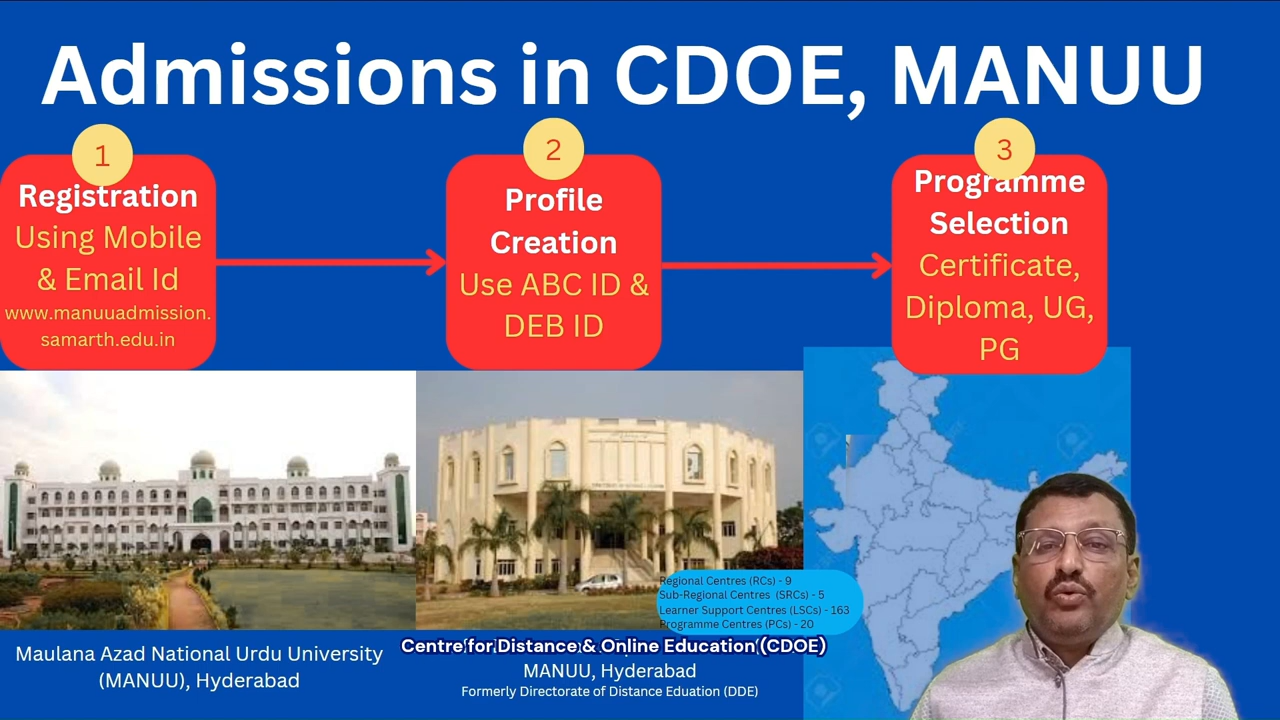 Admissions in CDOE, MANUU
1
Registration
Using Mobile
& Email Id
www.manuuadmission.
samarth.edu.in
2
Profile
Creation
Use ABC ID &
DEB ID
3
Programme
Selection
Certificate,
Diploma, UG,
PG
Regional Centres (RCs) - 9
Sub-Regional Centres (SRCs) - 5
Learner Support Centres (LSCs) - 163
Programme Centres (PCs) - 20
Maulana Azad National Urdu University
(MANUU), Hyderabad
Centre for Distance & Online Education (CDOE)
MANUU, Hyderabad
Formerly Directorate of Distance Eduation (DDE)